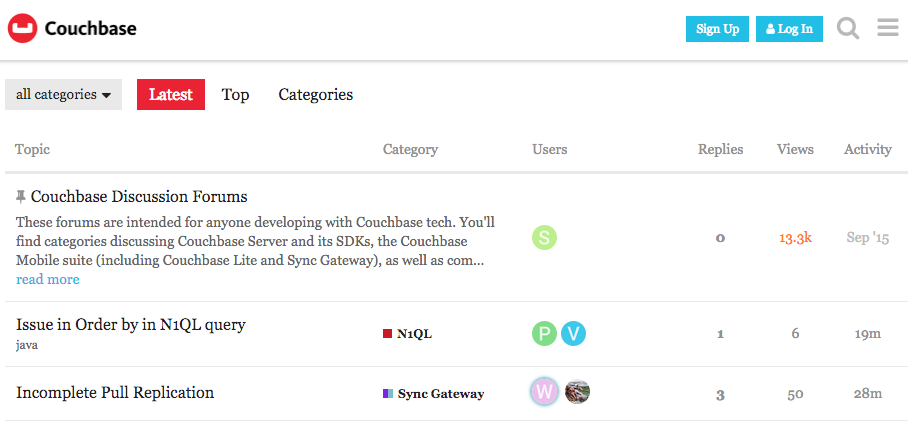 Couchbase
Sign Up
Log In
all categories
Latest
Top
Categories
Topic Category Users Replies Views Activity
Couchbase Discussion Forums
These forums are intended for anyone developing with Couchbase tech. You'll
find categories discussing Couchbase Server and its SDKs, the Couchbase
Mobile suite (including Couchbase Lite and Sync Gateway), as well as com...
read more
S 0 13.3k Sep '15
Issue in Order by in N1QL query
java
N1QL P V 1 6 19m
Incomplete Pull Replication Sync Gateway W 3 50 28m